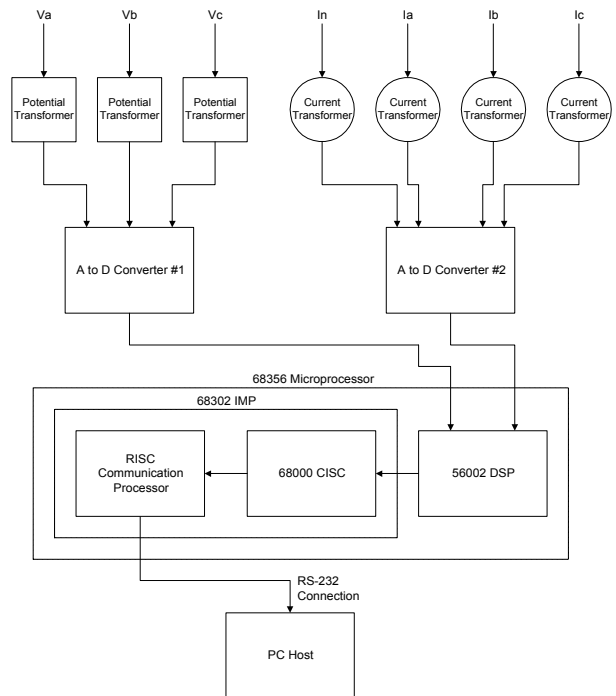 Va Vb Vc In Ia Ib Ic
Potential
Transformer
Potential
Transformer
Potential
Transformer
Current
Transformer
Current
Transformer
Current
Transformer
Current
Transformer
A to D Converter #1
A to D Converter #2
68356 Microprocessor
68302 IMP
RISC
Communication
Processor
68000 CISC
56002 DSP
RS-232
Connection
PC Host